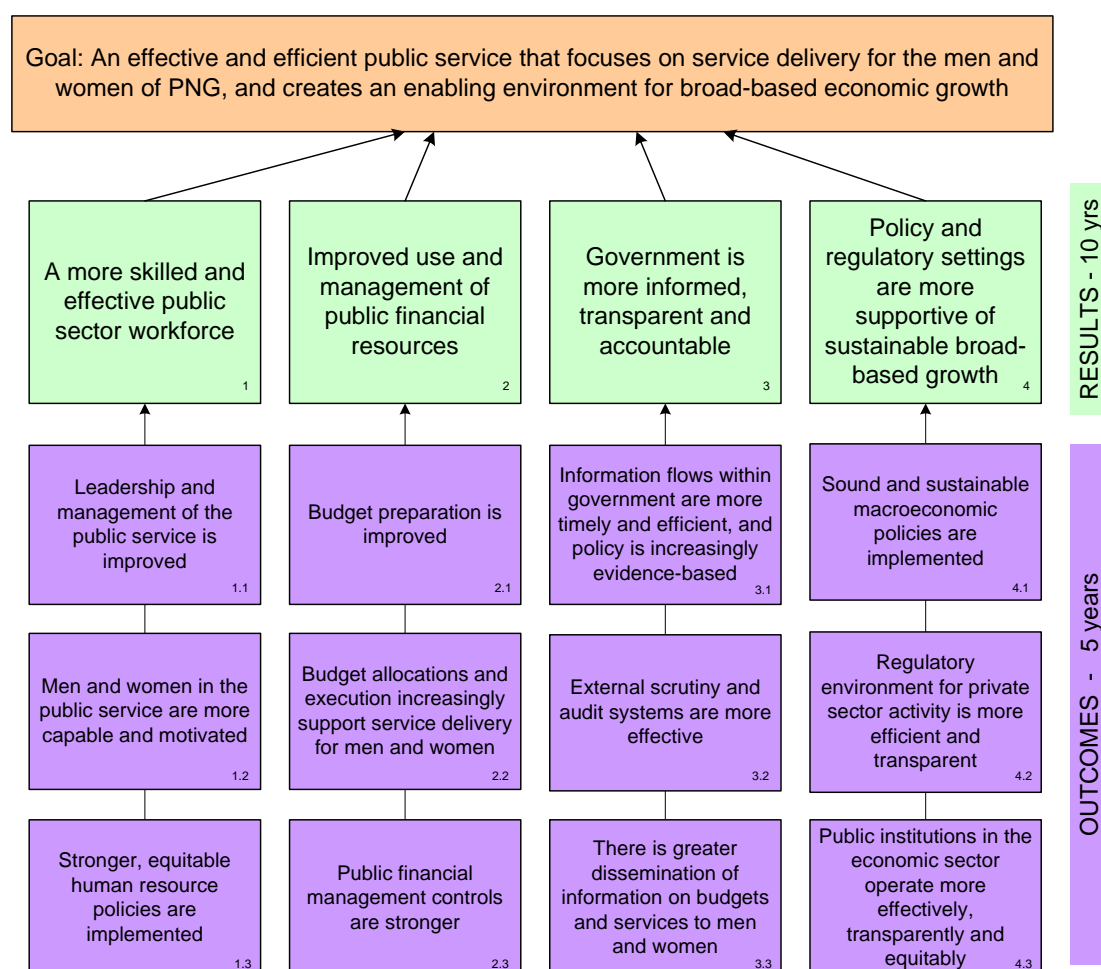 Goal: An effective and efficient public service that focuses on service delivery for the men and
women of PNG, and creates an enabling environment for broad-based economic growth
A more skilled and
effective public
sector workforce
1
Improved use and
management of
public financial
resources
2
Government is
more informed,
transparent and
accountable
3
Policy and
regulatory settings
are more
supportive of
sustainable broad-
based growth
4
RESULTS - 10 yrs
Leadership and
management of the
public service is
improved
1.1
Budget preparation is
improved
2.1
Information flows within
government are more
timely and efficient, and
policy is increasingly
evidence-based
3.1
Sound and sustainable
macroeconomic
policies are
implemented
4.1
OUTCOMES - 5 years
Men and women in the
public service are more
capable and motivated
1.2
Budget allocations and
execution increasingly
support service delivery
for men and women
2.2
External scrutiny and
audit systems are more
effective
3.2
Regulatory
environment for private
sector activity is more
efficient and
transparent
4.2
Stronger, equitable
human resource
policies are
implemented
1.3
Public financial
management controls
are stronger
2.3
There is greater
dissemination of
information on budgets
and services to men
and women
3.3
Public institutions in the
economic sector
operate more
effectively,
transparently and
equitably
4.3